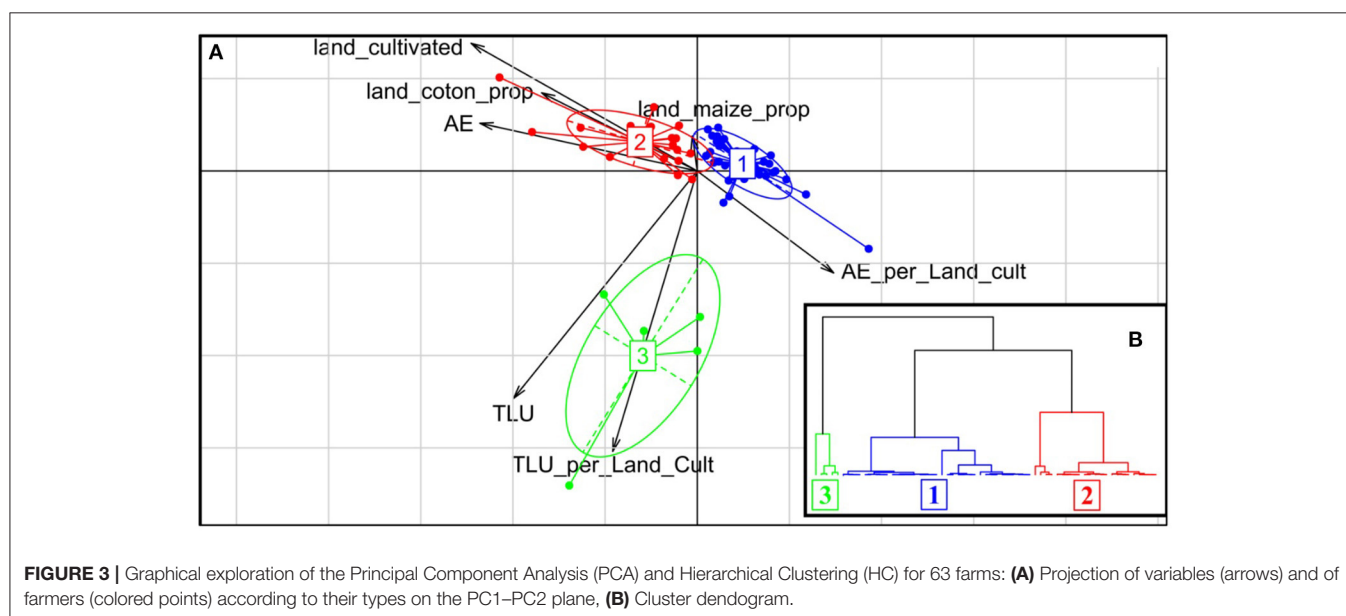 A
land_cultivated
land_coton_prop
land_maize_prop
AE
2
1
AE_per_Land_cult
B
3
TLU
TLU_per_Land_Cult
3
1
2
FIGURE 3 | Graphical exploration of the Principal Component Analysis (PCA) and Hierarchical Clustering (HC) for 63 farms: (A) Projection of variables (arrows) and of
farmers (colored points) according to their types on the PC1–PC2 plane, (B) Cluster dendogram.